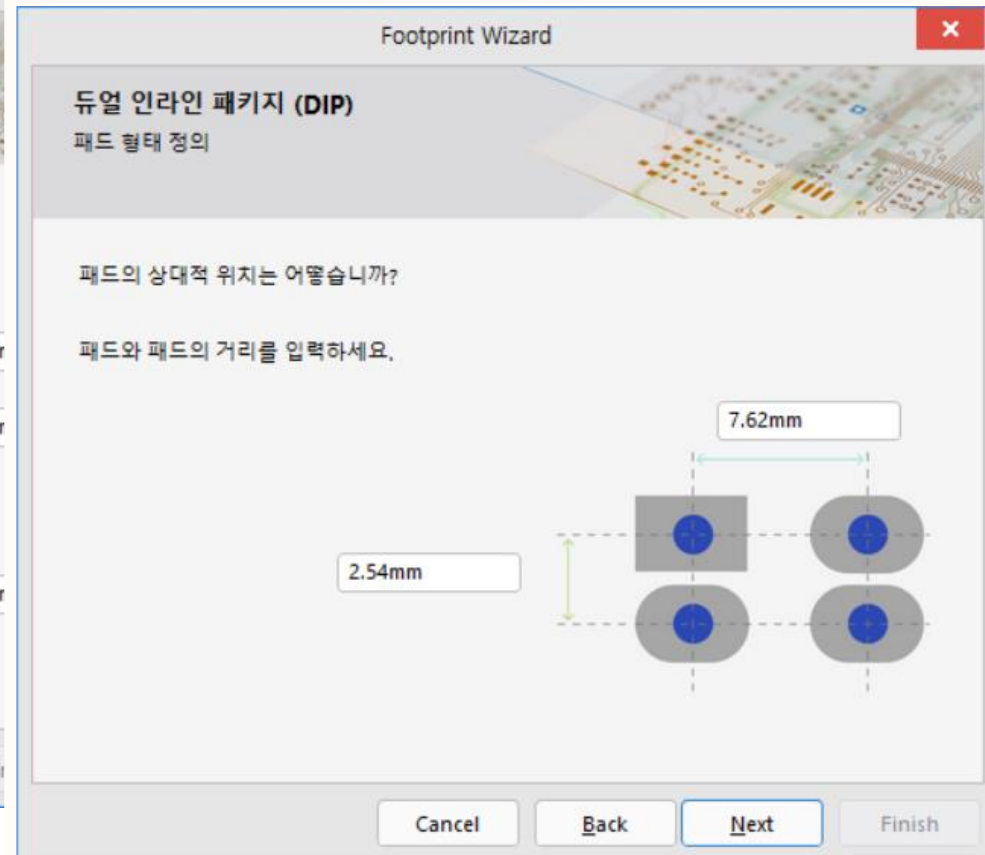 Footprint Wizard
듀얼 인라인 패키지 (DIP)
패드 형태 정의
패드의 상대적 위치는 어떻습니까?
패드와 패드의 거리를 입력하세요.
7.62mm
2.54mm
Cancel
Back
Next
Finish